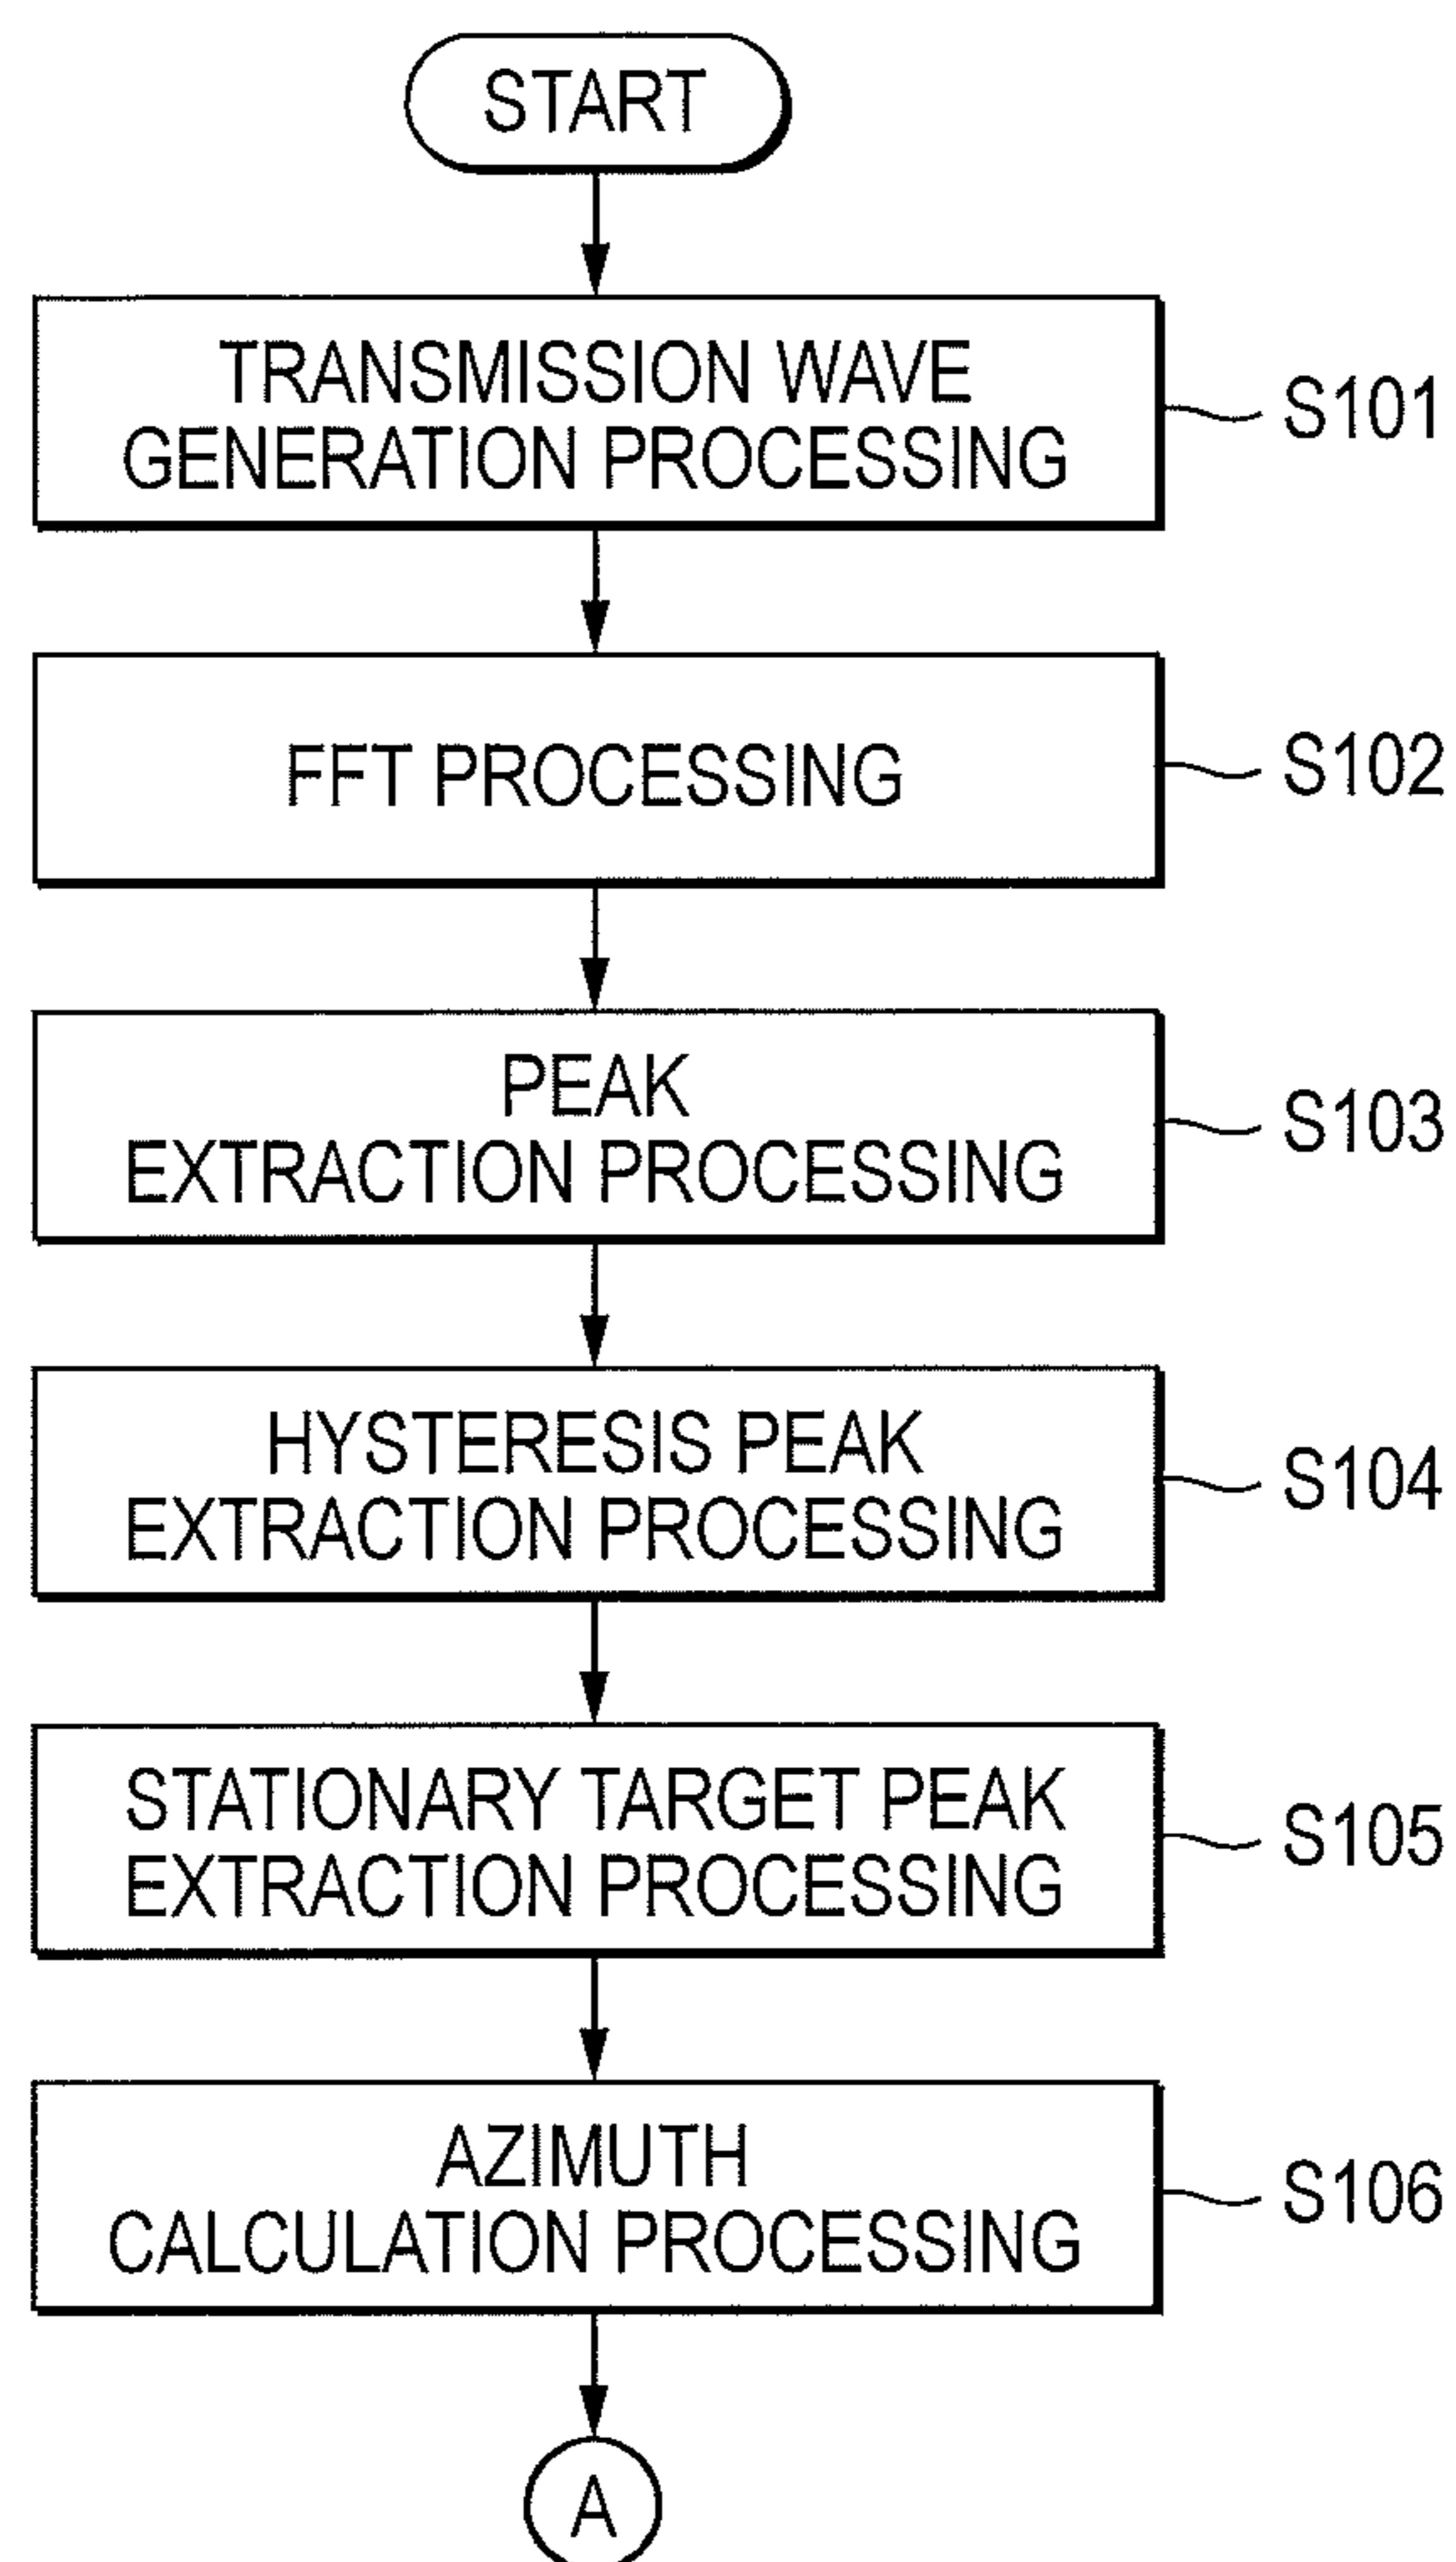 START
TRANSMISSION WAVE
GENERATION PROCESSING
S101
FFT PROCESSING
S102
PEAK
EXTRACTION PROCESSING
S103
HYSTERESIS PEAK
EXTRACTION PROCESSING
S104
STATIONARY TARGET PEAK
EXTRACTION PROCESSING
S105
AZIMUTH
CALCULATION PROCESSING
S106
A